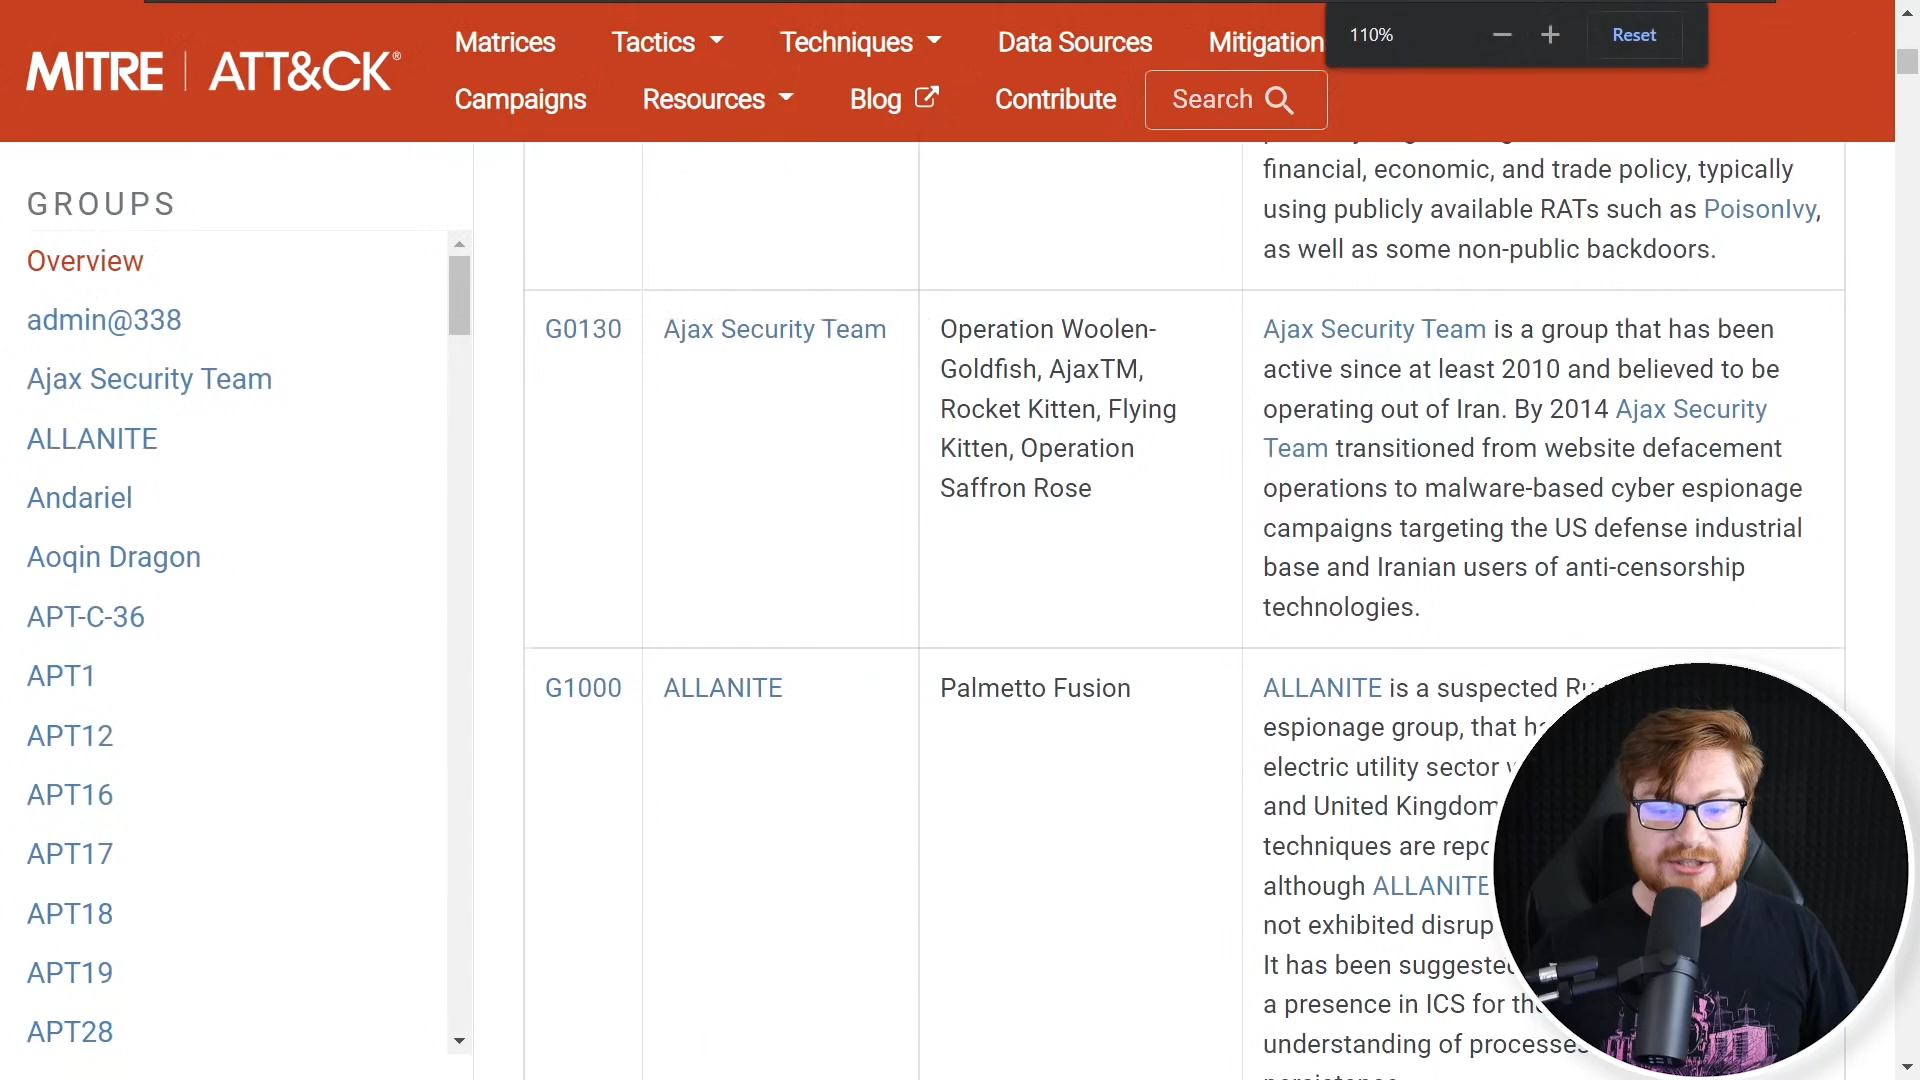 MITRE | ATT&CK®
Matrices Tactics Techniques Data Sources Mitigation
110% Reset
Campaigns Resources Blog Contribute Search
GROUPS
Overview
admin@338
Ajax Security Team
ALLANITE
Andariel
Aoqin Dragon
APT-C-36
APT1
APT12
APT16
APT17
APT18
APT19
APT28
financial, economic, and trade policy, typically
using publicly available RATs such as PoisonIvy,
as well as some non-public backdoors.
G0130
Ajax Security Team
Operation Woolen-
Goldfish, AjaxTM,
Rocket Kitten, Flying
Kitten, Operation
Saffron Rose
Ajax Security Team is a group that has been
active since at least 2010 and believed to be
operating out of Iran. By 2014 Ajax Security
Team transitioned from website defacement
operations to malware-based cyber espionage
campaigns targeting the US defense industrial
base and Iranian users of anti-censorship
technologies.
G1000
ALLANITE
Palmetto Fusion
ALLANITE is a suspected
espionage group, that
electric utility sector
and United Kingdom
techniques are
although ALLANITE
not exhibited
It has been suggested
a presence in ICS for
understanding of processes